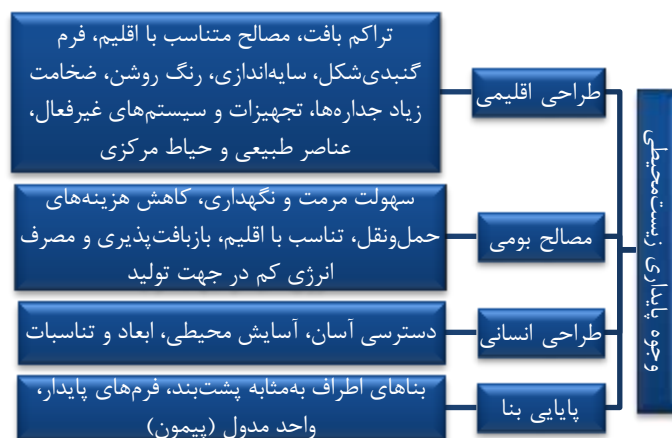 وجوه پایداری زیست‌محیطی
طراحی اقلیمی
تراکم بافت، مصالح متناسب با اقلیم، فرم
گنبدی‌شکل، سایه‌اندازی، رنگ روشن، ضخامت
زیاد جداره‌ها، تجهیزات و سیستم‌های غیرفعال،
عناصر طبیعی و حیاط مرکزی
مصالح بومی
سهولت مرمت و نگهداری، کاهش هزینه‌های
حمل‌ونقل، تناسب با اقلیم، بازبافت‌پذیری و مصرف
انرژی کم در جهت تولید
طراحی انسانی
دسترسی آسان، آسایش محیطی، ابعاد و تناسبات
پایایی بنا
بناهای اطراف به‌مثابه پشت‌بند، فرم‌های پایدار،
واحد مدول (پیمون)